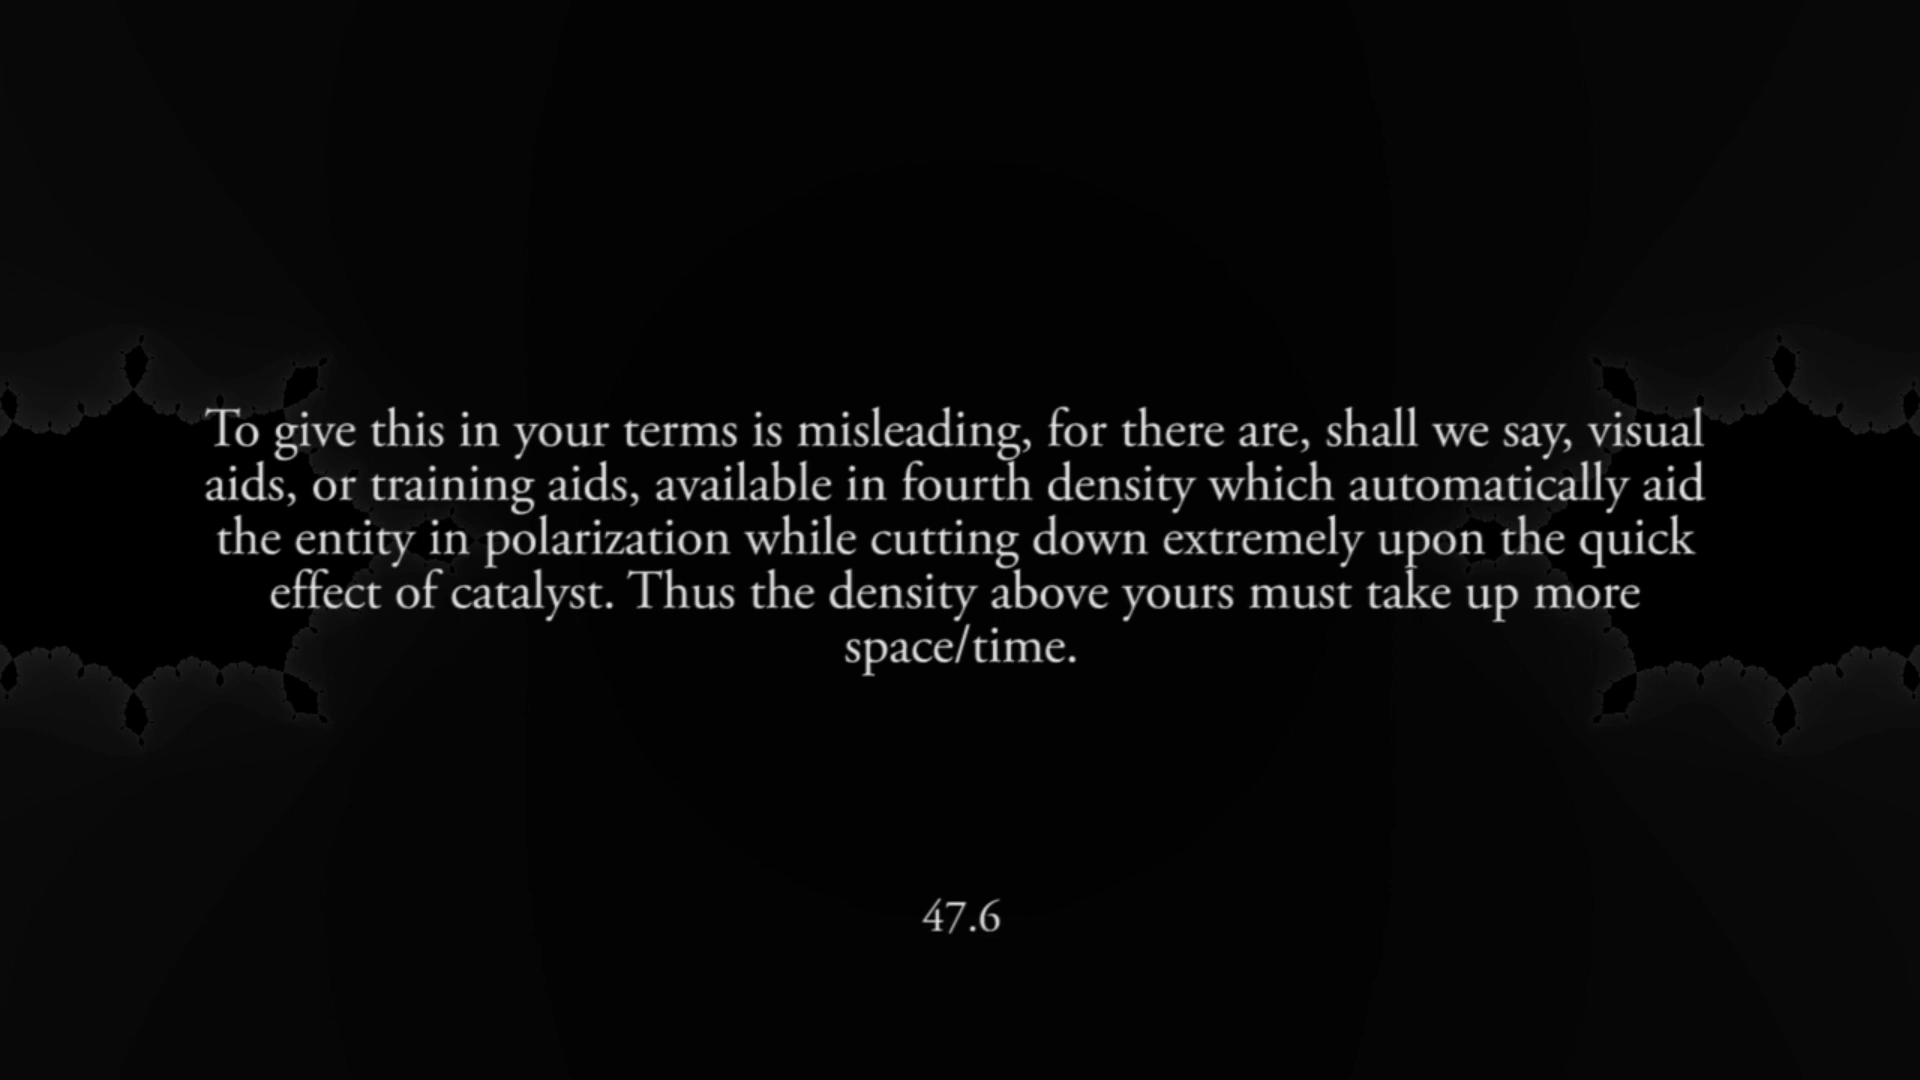 To give this in your terms is misleading, for there are, shall we say, visual
aids, or training aids, available in fourth density which automatically aid
the entity in polarization while cutting down extremely upon the quick
effect of catalyst. Thus the density above yours must take up more
space/time.
47.6